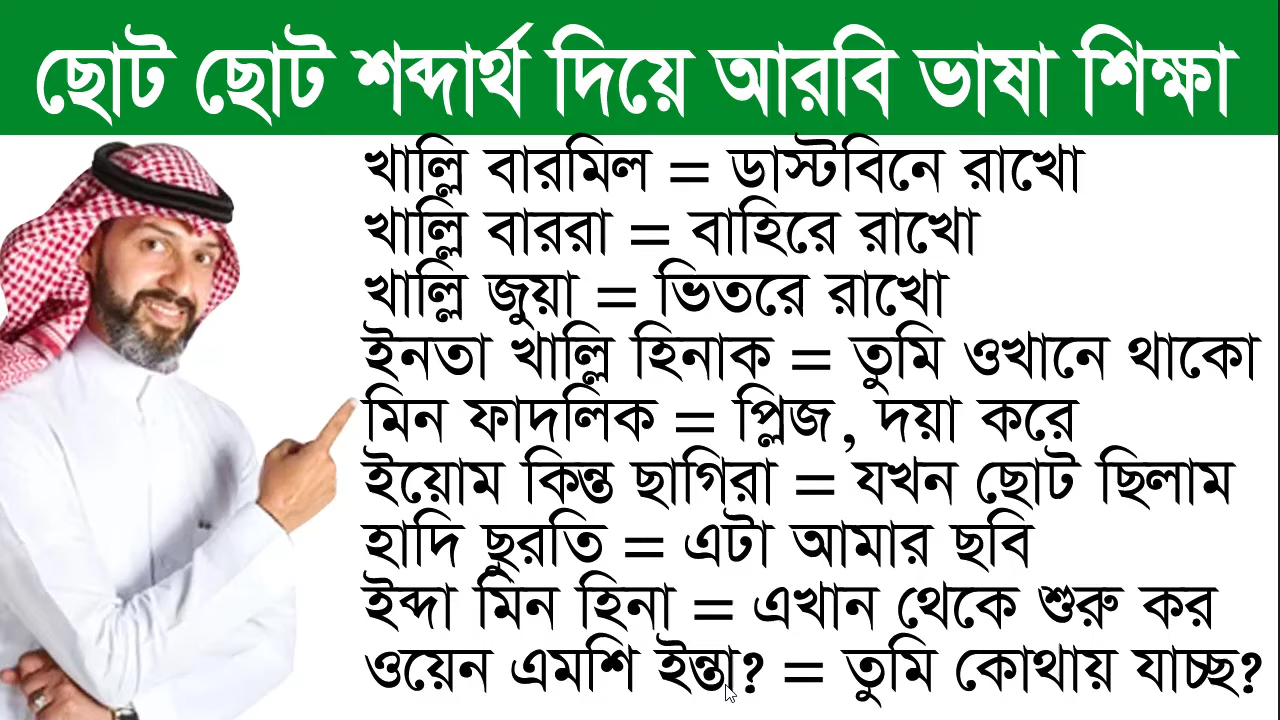 ছোট ছোট শব্দার্থ দিয়ে আরবি ভাষা শিক্ষা
খাল্লি বারমিল = ডাস্টবিনে রাখো
খাল্লি বাররা = বাহিরে রাখো
খাল্লি জুয়া = ভিতরে রাখো
ইনতা খাল্লি হিনাক = তুমি ওখানে থাকো
মিন ফাদলিক = প্লিজ, দয়া করে
ইয়োম কিন্ত ছাগিরা = যখন ছোট ছিলাম
হাদি ছুরতি = এটা আমার ছবি
ইব্দা মিন হিনা = এখান থেকে শুরু কর
ওয়েন এমশি ইন্তা? = তুমি কোথায় যাচ্ছ?